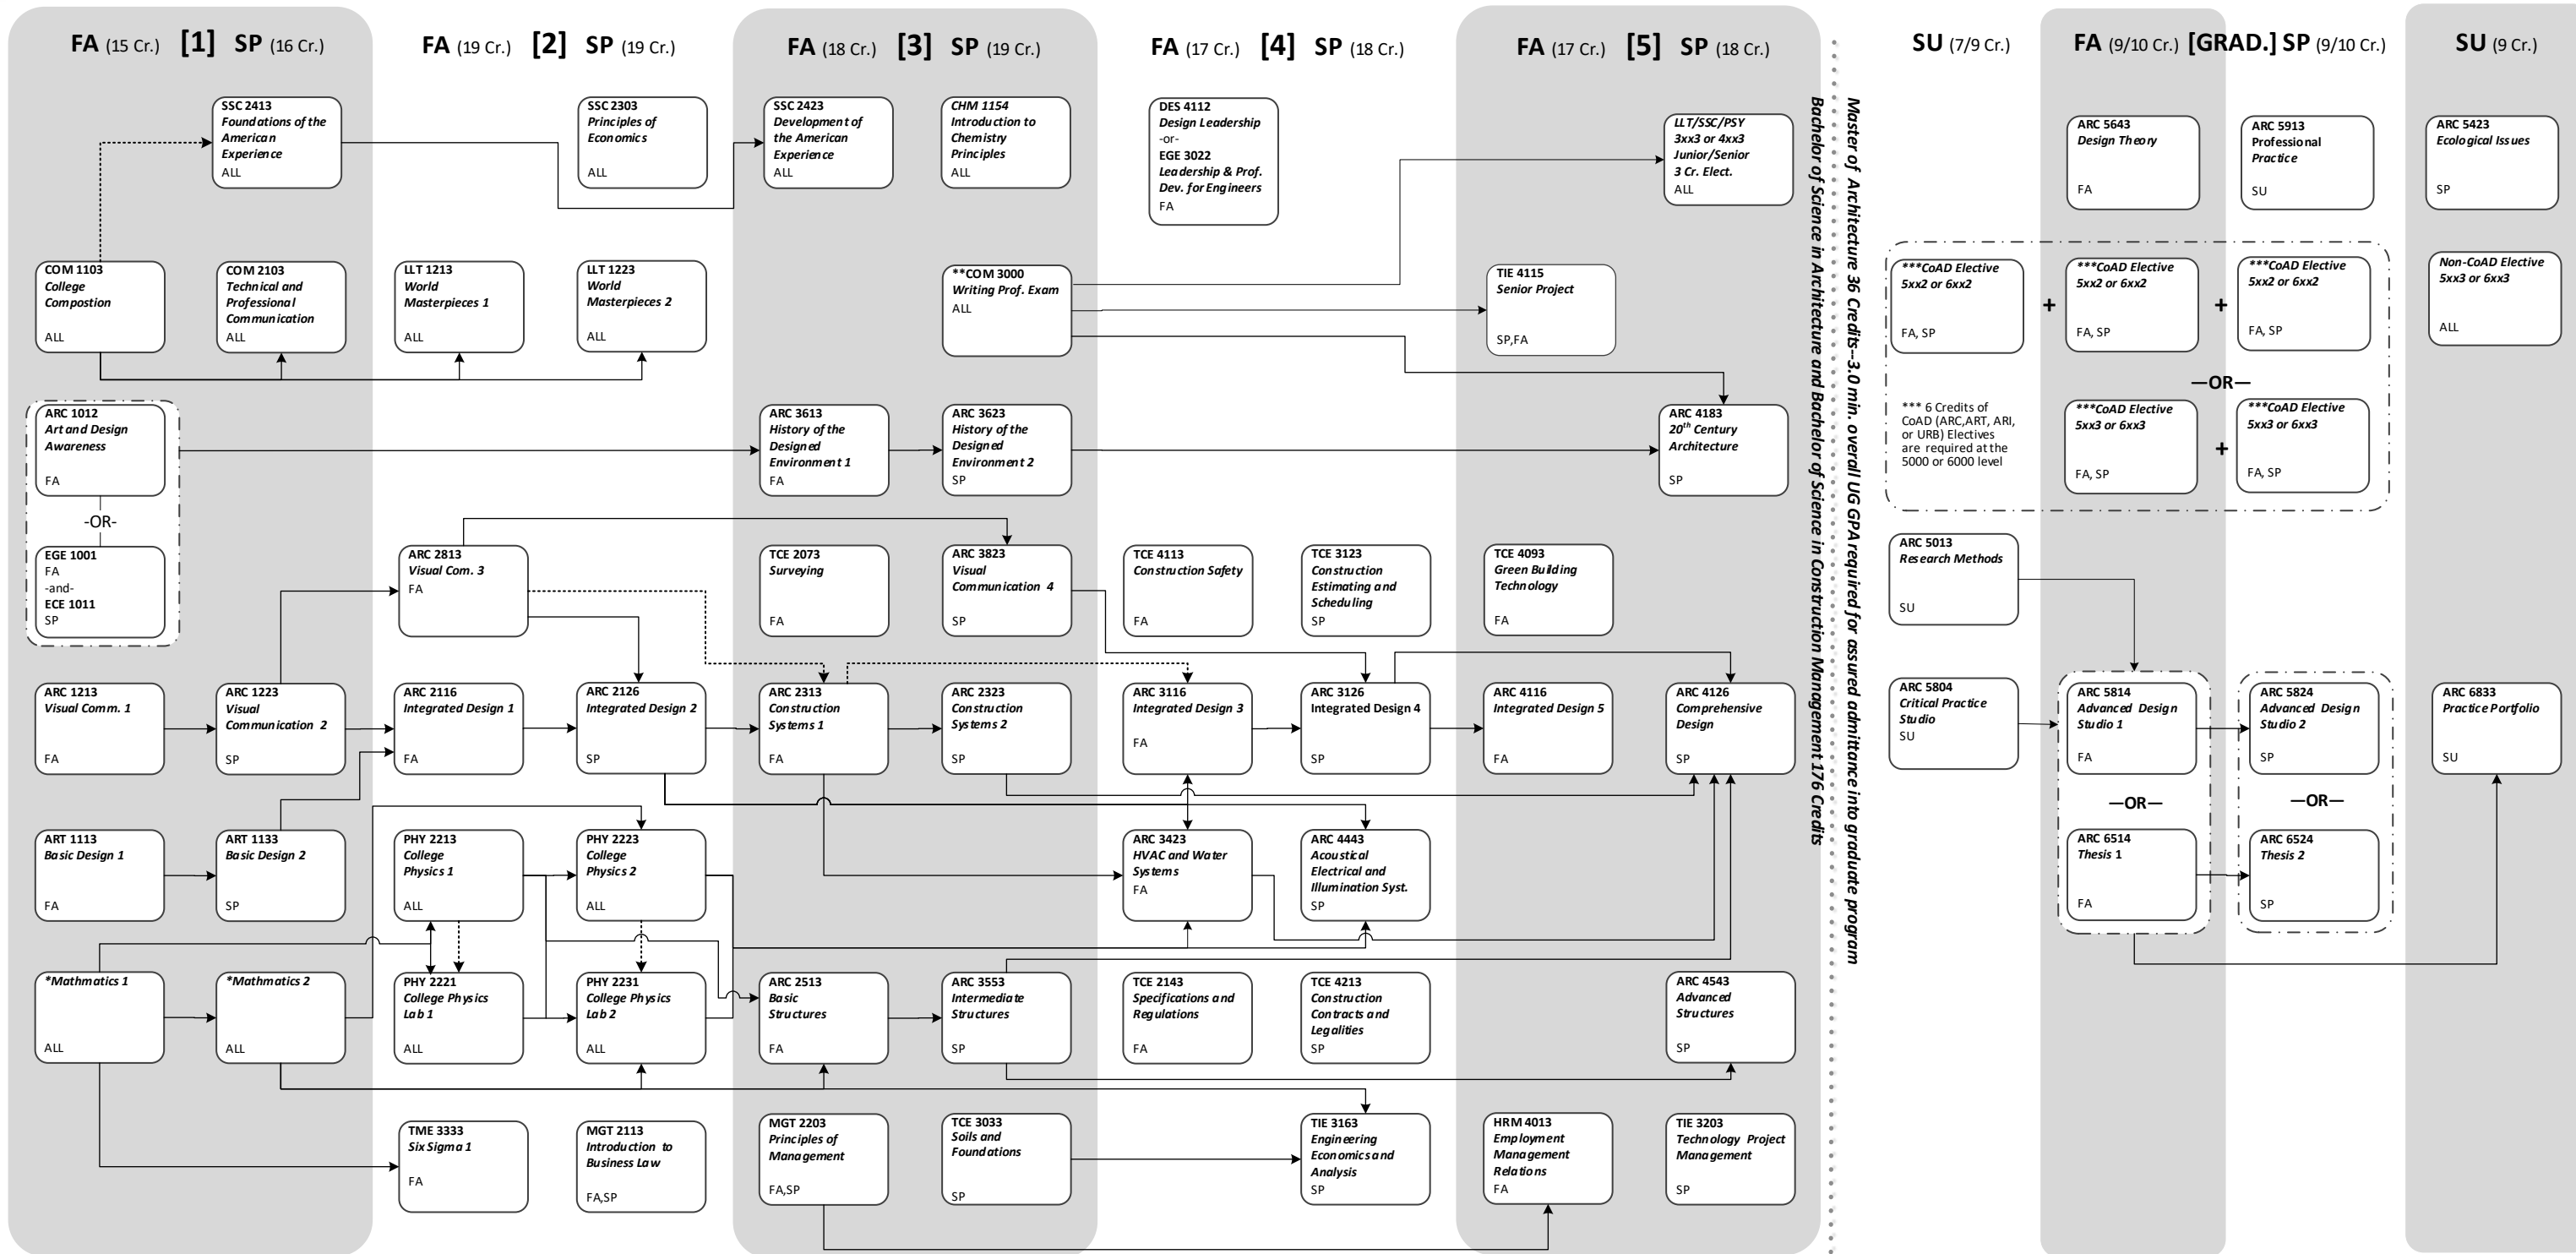 FA (15 Cr.) [1] SP (16 Cr.)
FA (19 Cr.) [2] SP (19 Cr.)
FA (18 Cr.) [3] SP (19 Cr.)
FA (17 Cr.) [4] SP (18 Cr.)
FA (17 Cr.) [5] SP (18 Cr.)
SU (7/9 Cr.)
FA (9/10 Cr.) [GRAD.] SP (9/10 Cr.)
SU (9 Cr.)
SSC 2413
Foundations of the
American
Experience
ALL
SSC 2303
Principles of
Economics
ALL
SSC 2423
Development of
the American
Experience
ALL
CHM 1154
Introduction to
Chemistry
Principles
ALL
DES 4112
Design Leadership
-or-
EGE 3022
Leadership & Prof.
Dev. for Engineers
FA
LLT/SSC/PSY
3xx3 or 4xx3
Junior/Senior
3 Cr. Elect.
ALL
ARC 5643
Design Theory
FA
ARC 5913
Professional
Practice
SU
ARC 5423
Ecological Issues
SP
COM 1103
College
Compostion
ALL
COM 2103
Technical and
Professional
Communication
ALL
LLT 1213
World
Masterpieces 1
ALL
LLT 1223
World
Masterpieces 2
ALL
**COM 3000
Writing Prof. Exam
ALL
TIE 4115
Senior Project
SP,FA
***CoAD Elective
5xx2 or 6xx2
FA, SP
+
***CoAD Elective
5xx2 or 6xx2
FA, SP
+
***CoAD Elective
5xx2 or 6xx2
FA, SP
Non-CoAD Elective
5xx3 or 6xx3
ALL
—OR—
*** 6 Credits of
CoAD (ARC,ART, ARI,
or URB) Electives
are required at the
5000 or 6000 level
***CoAD Elective
5xx3 or 6xx3
FA, SP
+
***CoAD Elective
5xx3 or 6xx3
FA, SP
ARC 1012
Art and Design
Awareness
FA
-OR-
EGE 1001
FA
-and-
ECE 1011
SP
ARC 3613
History of the
Designed
Environment 1
FA
ARC 3623
History of the
Designed
Environment 2
SP
ARC 4183
20th Century
Architecture
SP
ARC 2813
Visual Com. 3
FA
TCE 2073
Surveying
FA
ARC 3823
Visual
Communication 4
SP
TCE 4113
Construction Safety
FA
TCE 3123
Construction
Estimating and
Scheduling
SP
TCE 4093
Green Building
Technology
FA
ARC 5013
Research Methods
SU
ARC 1213
Visual Comm. 1
FA
ARC 1223
Visual
Communication 2
SP
ARC 2116
Integrated Design 1
FA
ARC 2126
Integrated Design 2
SP
ARC 2313
Construction
Systems 1
FA
ARC 2323
Construction
Systems 2
SP
ARC 3116
Integrated Design 3
FA
ARC 3126
Integrated Design 4
SP
ARC 4116
Integrated Design 5
FA
ARC 4126
Comprehensive
Design
SP
ARC 5804
Critical Practice
Studio
SU
ARC 5814
Advanced Design
Studio 1
FA
ARC 5824
Advanced Design
Studio 2
SP
ARC 6833
Practice Portfolio
SU
—OR—
—OR—
ART 1113
Basic Design 1
FA
ART 1133
Basic Design 2
SP
PHY 2213
College
Physics 1
ALL
PHY 2223
College
Physics 2
ALL
ARC 3423
HVAC and Water
Systems
FA
ARC 4443
Acoustical
Electrical and
Illumination Syst.
SP
ARC 6514
Thesis 1
FA
ARC 6524
Thesis 2
SP
*Mathmatics 1
ALL
*Mathmatics 2
ALL
PHY 2221
College Physics
Lab 1
ALL
PHY 2231
College Physics
Lab 2
ALL
ARC 2513
Basic
Structures
FA
ARC 3553
Intermediate
Structures
SP
TCE 2143
Specifications and
Regulations
FA
TCE 4213
Construction
Contracts and
Legalities
SP
ARC 4543
Advanced
Structures
SP
TME 3333
Six Sigma 1
FA
MGT 2113
Introduction to
Business Law
FA,SP
MGT 2203
Principles of
Management
FA,SP
TCE 3033
Soils and
Foundations
SP
TIE 3163
Engineering
Economics and
Analysis
SP
HRM 4013
Employment
Management
Relations
FA
TIE 3203
Technology Project
Management
SP
Master of Architecture 36 Credits--3.0 min. overall UG GPA required for assured admittance into graduate program
Bachelor of Science in Architecture and Bachelor of Science in Construction Management 176 Credits